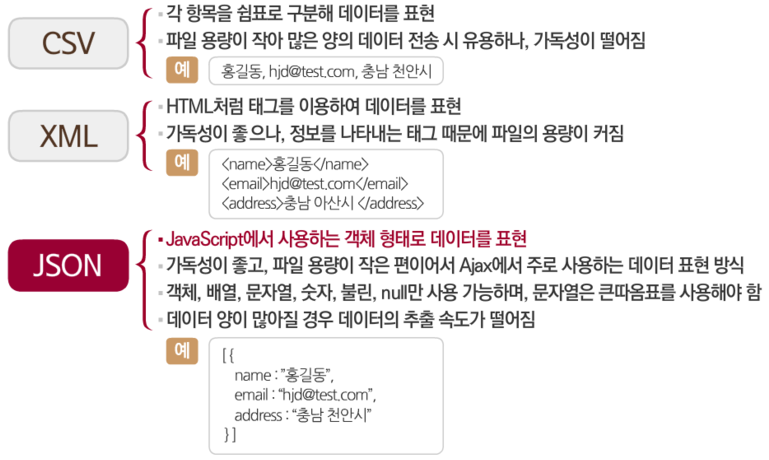 CSV
각 항목을 쉼표로 구분해 데이터를 표현
파일 용량이 작아 많은 양의 데이터 전송 시 유용하나, 가독성이 떨어짐
예
홍길동, hjd@test.com, 충남 천안시
XML
HTML처럼 태그를 이용하여 데이터를 표현
가독성이 좋으나, 정보를 나타내는 태그 때문에 파일의 용량이 커짐
예
<name>홍길동</name>
<email>hjd@test.com</email>
<address>충남 아산시 </address>
JSON
JavaScript에서 사용하는 객체 형태로 데이터를 표현
가독성이 좋고, 파일 용량이 작은 편이어서 Ajax에서 주로 사용하는 데이터 표현 방식
객체, 배열, 문자열, 숫자, 불린, null만 사용 가능하며, 문자열은 큰따옴표를 사용해야 함
데이터 양이 많아질 경우 데이터의 추출 속도가 떨어짐
예
[ {
name : ”홍길동”,
email : “hjd@test.com”,
address : “충남 천안시”
} ]